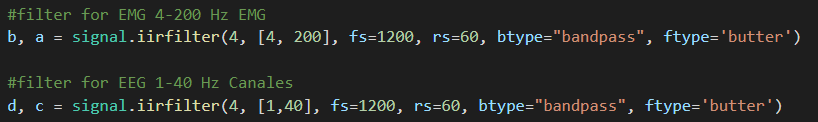 #filter for EMG 4-200 Hz EMG
b, a = signal.iirfilter(4, [4, 200], fs=1200, rs=60, btype="bandpass", ftype='butter')
#filter for EEG 1-40 Hz Canales
d, c = signal.iirfilter(4, [1,40], fs=1200, rs=60, btype="bandpass", ftype='butter')